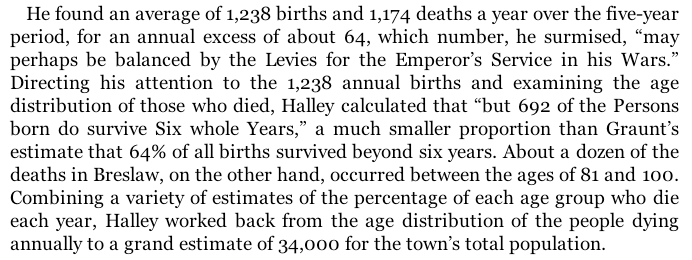 He found an average of 1,238 births and 1,174 deaths a year over the five-year
period, for an annual excess of about 64, which number, he surmised, “may
perhaps be balanced by the Levies for the Emperor’s Service in his Wars.”
Directing his attention to the 1,238 annual births and examining the age
distribution of those who died, Halley calculated that “but 692 of the Persons
born do survive Six whole Years,” a much smaller proportion than Graunt’s
estimate that 64% of all births survived beyond six years. About a dozen of the
deaths in Breslaw, on the other hand, occurred between the ages of 81 and 100.
Combining a variety of estimates of the percentage of each age group who die
each year, Halley worked back from the age distribution of the people dying
annually to a grand estimate of 34,000 for the town’s total population.